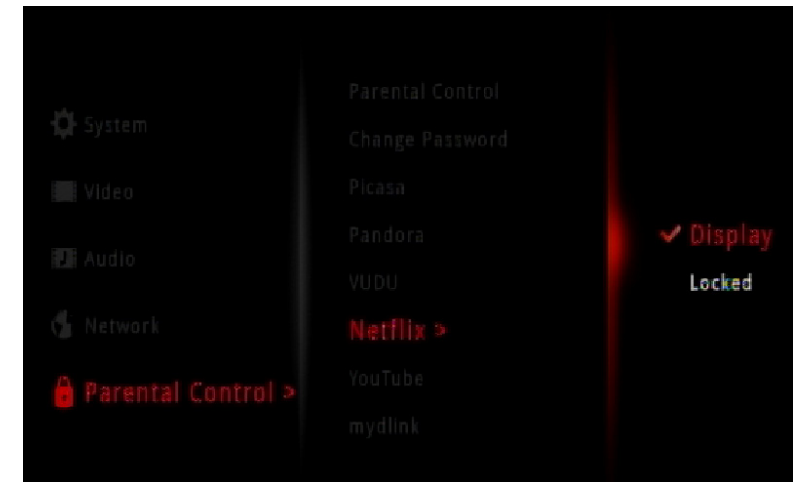 System
Video
Audio
Network
Parental Control >
Parental Control
Change Password
Picasa
Pandora
VUDU
Netflix >
YouTube
mydlink
Display
Locked